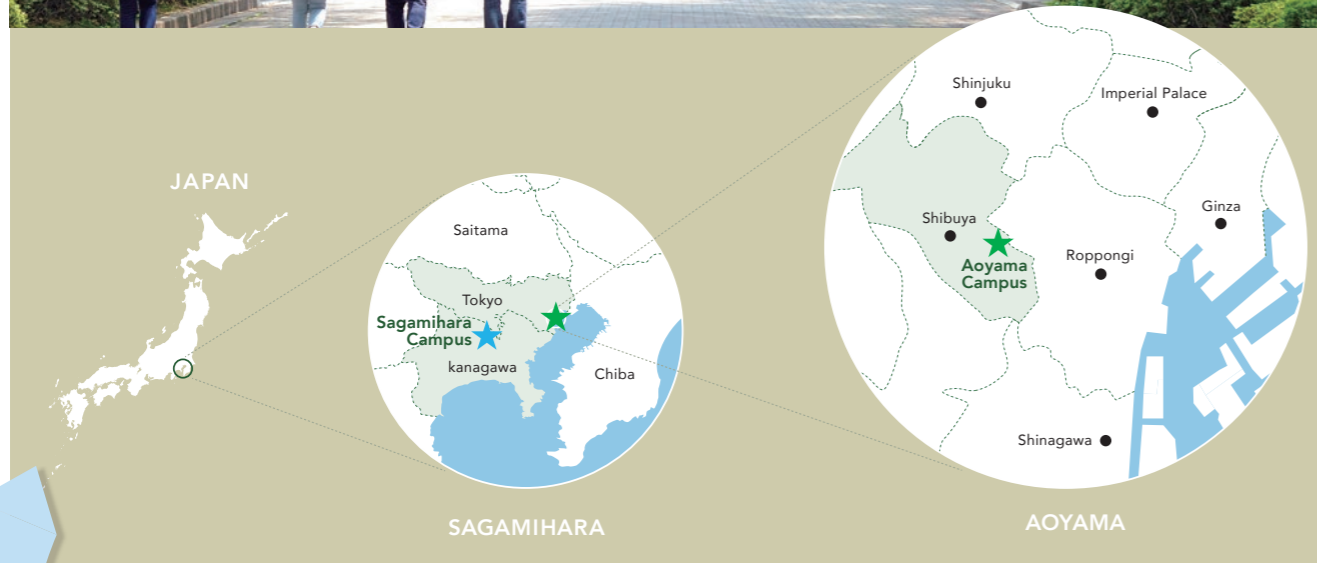 JAPAN
Saitama
Tokyo
Sagamihara
Campus
kanagawa
Chiba
SAGAMIHARA
Shinjuku
Imperial Palace
Shibuya
Ginza
Aoyama
Campus
Roppongi
Shinagawa
AOYAMA